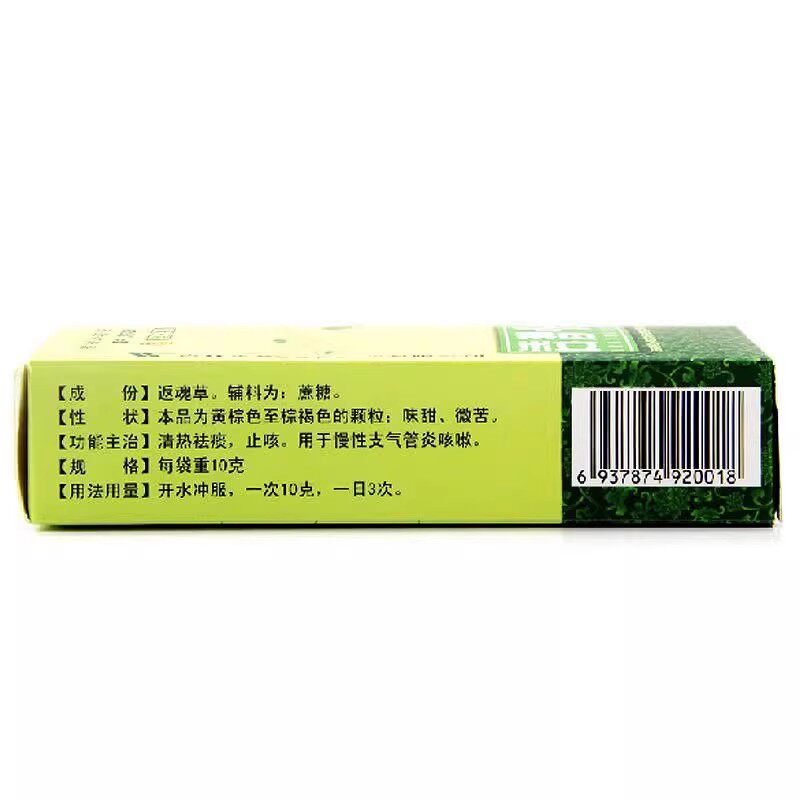 【成　份】返魂草。辅料为：蔗糖。
【性　状】本品为黄棕色至棕褐色的颗粒；味甜、微苦。
【功能主治】清热祛痰，止咳。用于慢性支气管炎咳嗽。
【规　格】每袋重10克
【用法用量】开水冲服，一次10克，一日3次。
6 937874 920018